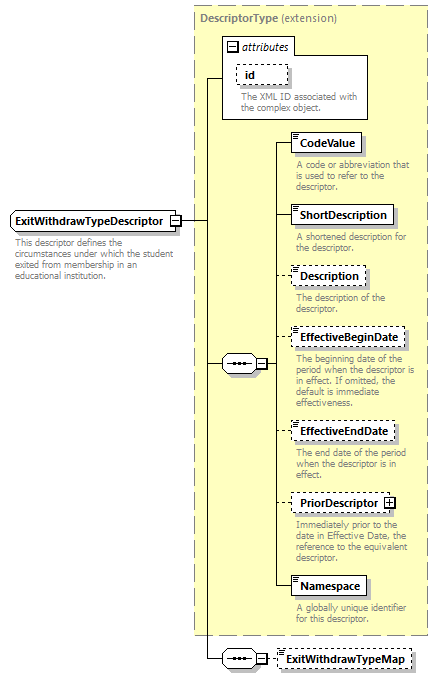 DescriptorType (extension)
attributes
id
The XML ID associated with
the complex object.
CodeValue
A code or abbreviation that
is used to refer to the
descriptor.
ExitWithdrawTypeDescriptor
This descriptor defines the
circumstances under which the student
exited from membership in an
educational institution.
ShortDescription
A shortened description for
the descriptor.
Description
The description of the
descriptor.
EffectiveBeginDate
The beginning date of the
period when the descriptor is
in effect. If omitted, the
default is immediate
effectiveness.
EffectiveEndDate
The end date of the period
when the descriptor is in
effect.
PriorDescriptor
Immediately prior to the
date in Effective Date, the
reference to the equivalent
descriptor.
Namespace
A globally unique identifier
for this descriptor.
ExitWithdrawTypeMap